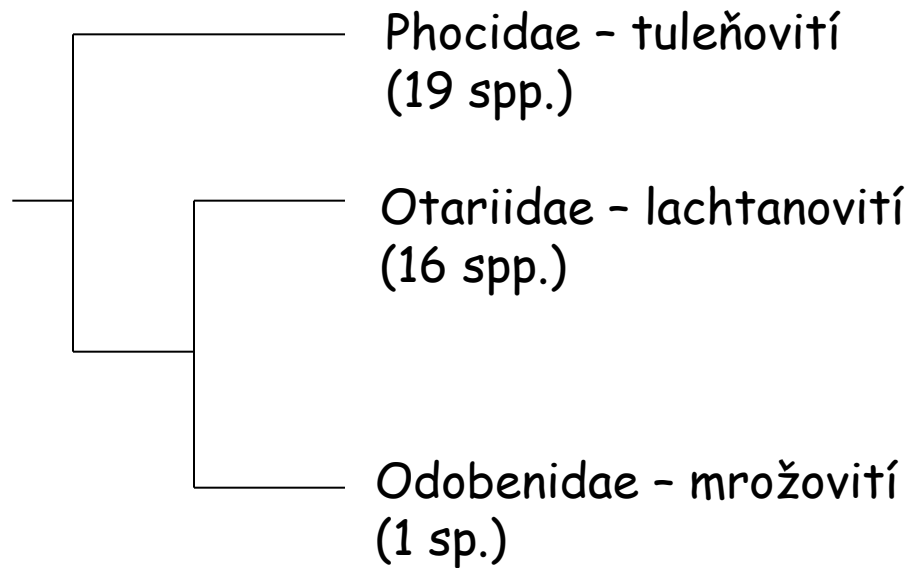 Phocidae – tuleňovití
(19 spp.)
Otariidae – lachtanovití
(16 spp.)
Odobenidae – mrožovití
(1 sp.)